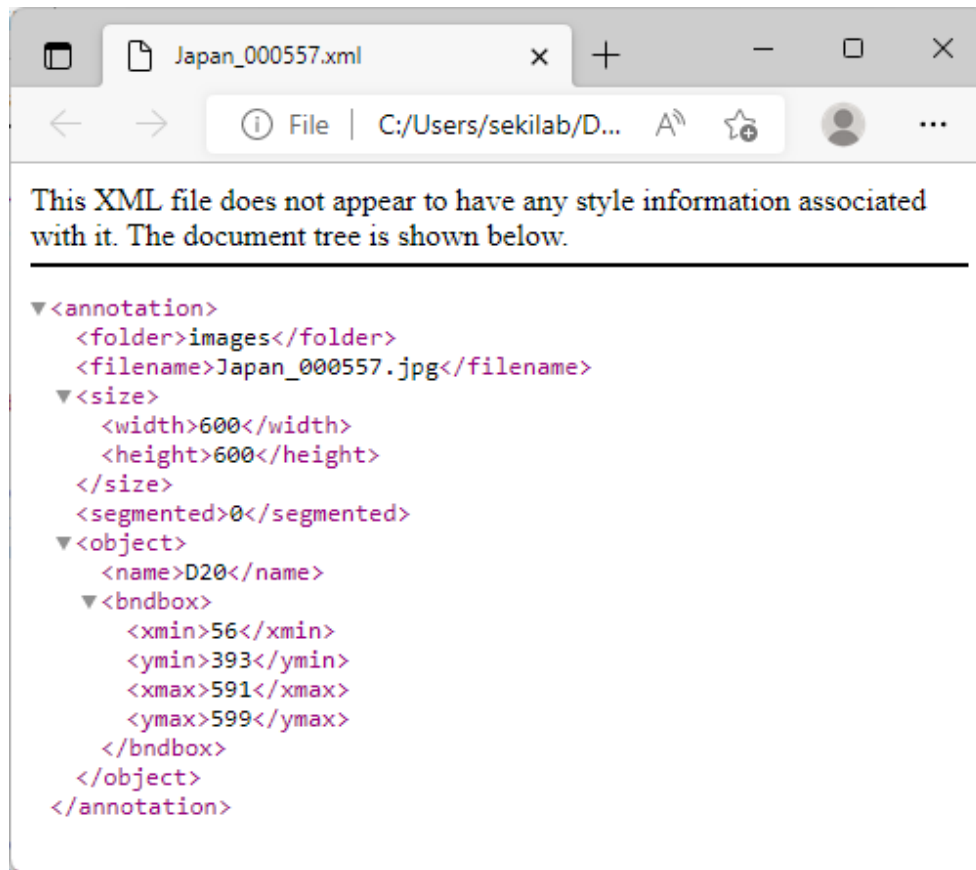 Japan_000557.xml
File | C:/Users/sekilab/D...
This XML file does not appear to have any style information associated
with it. The document tree is shown below.
<annotation>
<folder>images</folder>
<filename>Japan_000557.jpg</filename>
<size>
<width>600</width>
<height>600</height>
</size>
<segmented>0</segmented>
<object>
<name>D20</name>
<bndbox>
<xmin>56</xmin>
<ymin>393</ymin>
<xmax>591</xmax>
<ymax>599</ymax>
</bndbox>
</object>
</annotation>